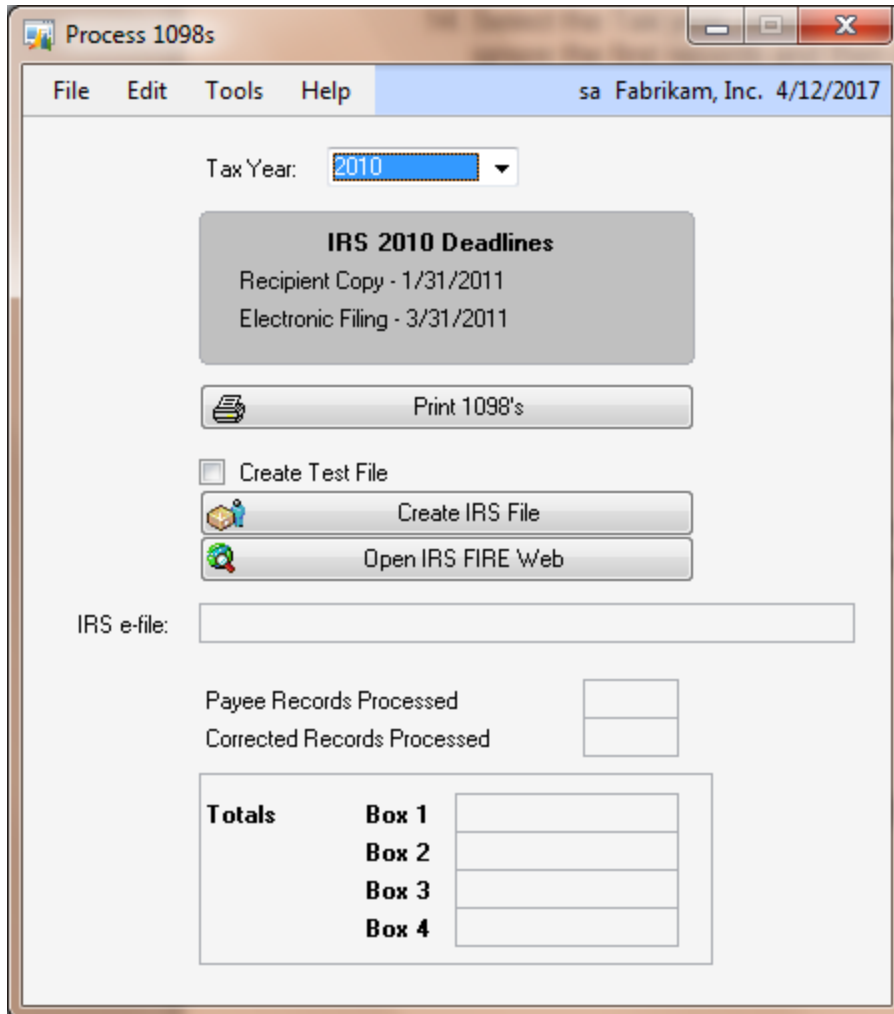 Process 1098s
File Edit Tools Help sa Fabrikam, Inc. 4/12/2017
Tax Year: 2010
IRS 2010 Deadlines
Recipient Copy - 1/31/2011
Electronic Filing - 3/31/2011
Print 1098's
Create Test File
Create IRS File
Open IRS FIRE Web
IRS e-file:
Payee Records Processed
Corrected Records Processed
Totals Box 1
Box 2
Box 3
Box 4